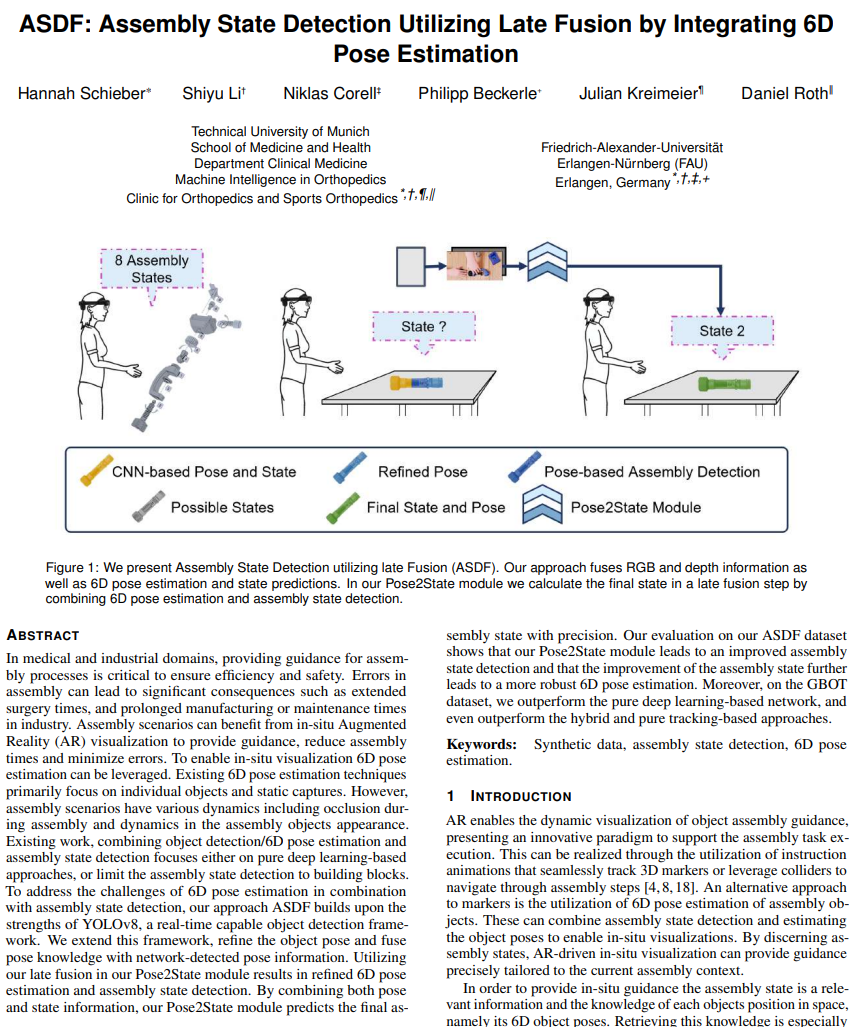 ASDF: Assembly State Detection Utilizing Late Fusion by Integrating 6D
Pose Estimation
Hannah Schieber* Shiyu Li† Niklas Corell‡ Philipp Beckerle+ Julian Kreimeier¶ Daniel Roth‖
Technical University of Munich
School of Medicine and Health
Department Clinical Medicine
Machine Intelligence in Orthopedics
Clinic for Orthopedics and Sports Orthopedics *,†,¶,‖
Friedrich-Alexander-Universität
Erlangen-Nürnberg (FAU)
Erlangen, Germany *,†,‡,+
8 Assembly
States
State ?
State 2
CNN-based Pose and State
Refined Pose
Pose-based Assembly Detection
Possible States
Final State and Pose
Pose2State Module
Figure 1: We present Assembly State Detection utilizing late Fusion (ASDF). Our approach fuses RGB and depth information as
well as 6D pose estimation and state predictions. In our Pose2State module we calculate the final state in a late fusion step by
combining 6D pose estimation and assembly state detection.
ABSTRACT
In medical and industrial domains, providing guidance for assem-
bly processes is critical to ensure efficiency and safety. Errors in
assembly can lead to significant consequences such as extended
surgery times, and prolonged manufacturing or maintenance times
in industry. Assembly scenarios can benefit from in-situ Augmented
Reality (AR) visualization to provide guidance, reduce assembly
times and minimize errors. To enable in-situ visualization 6D pose
estimation can be leveraged. Existing 6D pose estimation techniques
primarily focus on individual objects and static captures. However,
assembly scenarios have various dynamics including occlusion dur-
ing assembly and dynamics in the assembly objects appearance.
Existing work, combining object detection/6D pose estimation and
assembly state detection focuses either on pure deep learning-based
approaches, or limit the assembly state detection to building blocks.
To address the challenges of 6D pose estimation in combination
with assembly state detection, our approach ASDF builds upon the
strengths of YOLOv8, a real-time capable object detection frame-
work. We extend this framework, refine the object pose and fuse
pose knowledge with network-detected pose information. Utilizing
our late fusion in our Pose2State module results in refined 6D pose
estimation and assembly state detection. By combining both pose
and state information, our Pose2State module predicts the final as-
sembly state with precision. Our evaluation on our ASDF dataset
shows that our Pose2State module leads to an improved assembly
state detection and that the improvement of the assembly state further
leads to a more robust 6D pose estimation. Moreover, on the GBOT
dataset, we outperform the pure deep learning-based network, and
even outperform the hybrid and pure tracking-based approaches.
Keywords: Synthetic data, assembly state detection, 6D pose
estimation.
1 INTRODUCTION
AR enables the dynamic visualization of object assembly guidance,
presenting an innovative paradigm to support the assembly task ex-
ecution. This can be realized through the utilization of instruction
animations that seamlessly track 3D markers or leverage colliders to
navigate through assembly steps [4, 8, 18]. An alternative approach
to markers is the utilization of 6D pose estimation of assembly ob-
jects. These can combine assembly state detection and estimating
the object poses to enable in-situ visualizations. By discerning as-
sembly states, AR-driven in-situ visualization can provide guidance
precisely tailored to the current assembly context.
In order to provide in-situ guidance the assembly state is a rele-
vant information and the knowledge of each objects position in space,
namely its 6D object poses. Retrieving this knowledge is especially